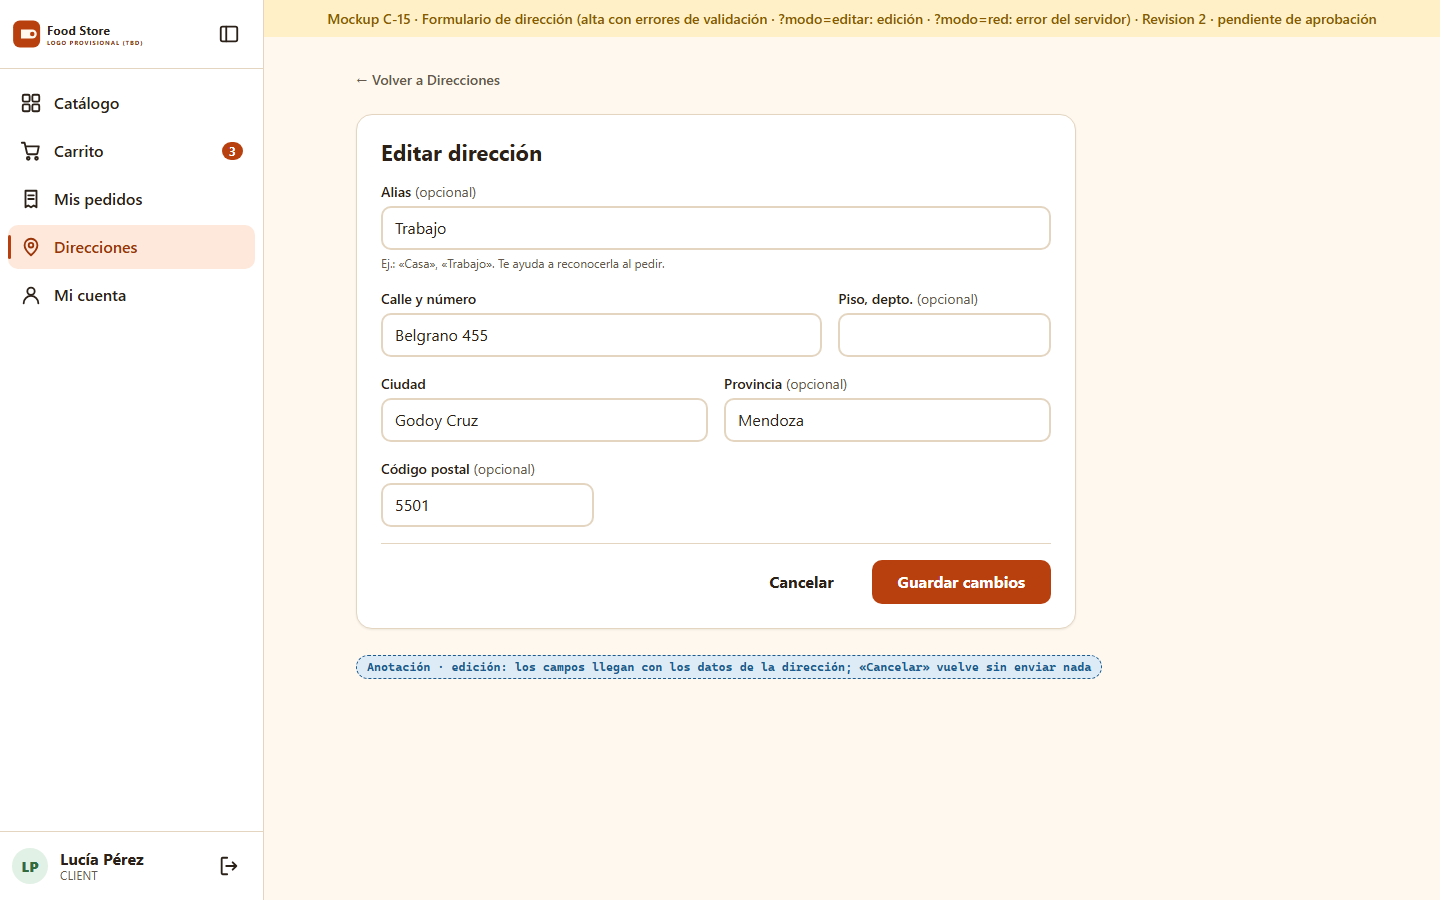 Food Store
LOGO PROVISIONAL (TBD)
Catálogo
Carrito 3
Mis pedidos
Direcciones
Mi cuenta
LP
Lucía Pérez
CLIENT
Mockup C-15 · Formulario de dirección (alta con errores de validación · ?modo=editar: edición · ?modo=red: error del servidor) · Revision 2 · pendiente de aprobación
← Volver a Direcciones
Editar dirección
Alias (opcional)
Trabajo
Ej.: «Casa», «Trabajo». Te ayuda a reconocerla al pedir.
Calle y número Piso, depto. (opcional)
Belgrano 455
Ciudad Provincia (opcional)
Godoy Cruz Mendoza
Código postal (opcional)
5501
Cancelar Guardar cambios
Anotación · edición: los campos llegan con los datos de la dirección; «Cancelar» vuelve sin enviar nada